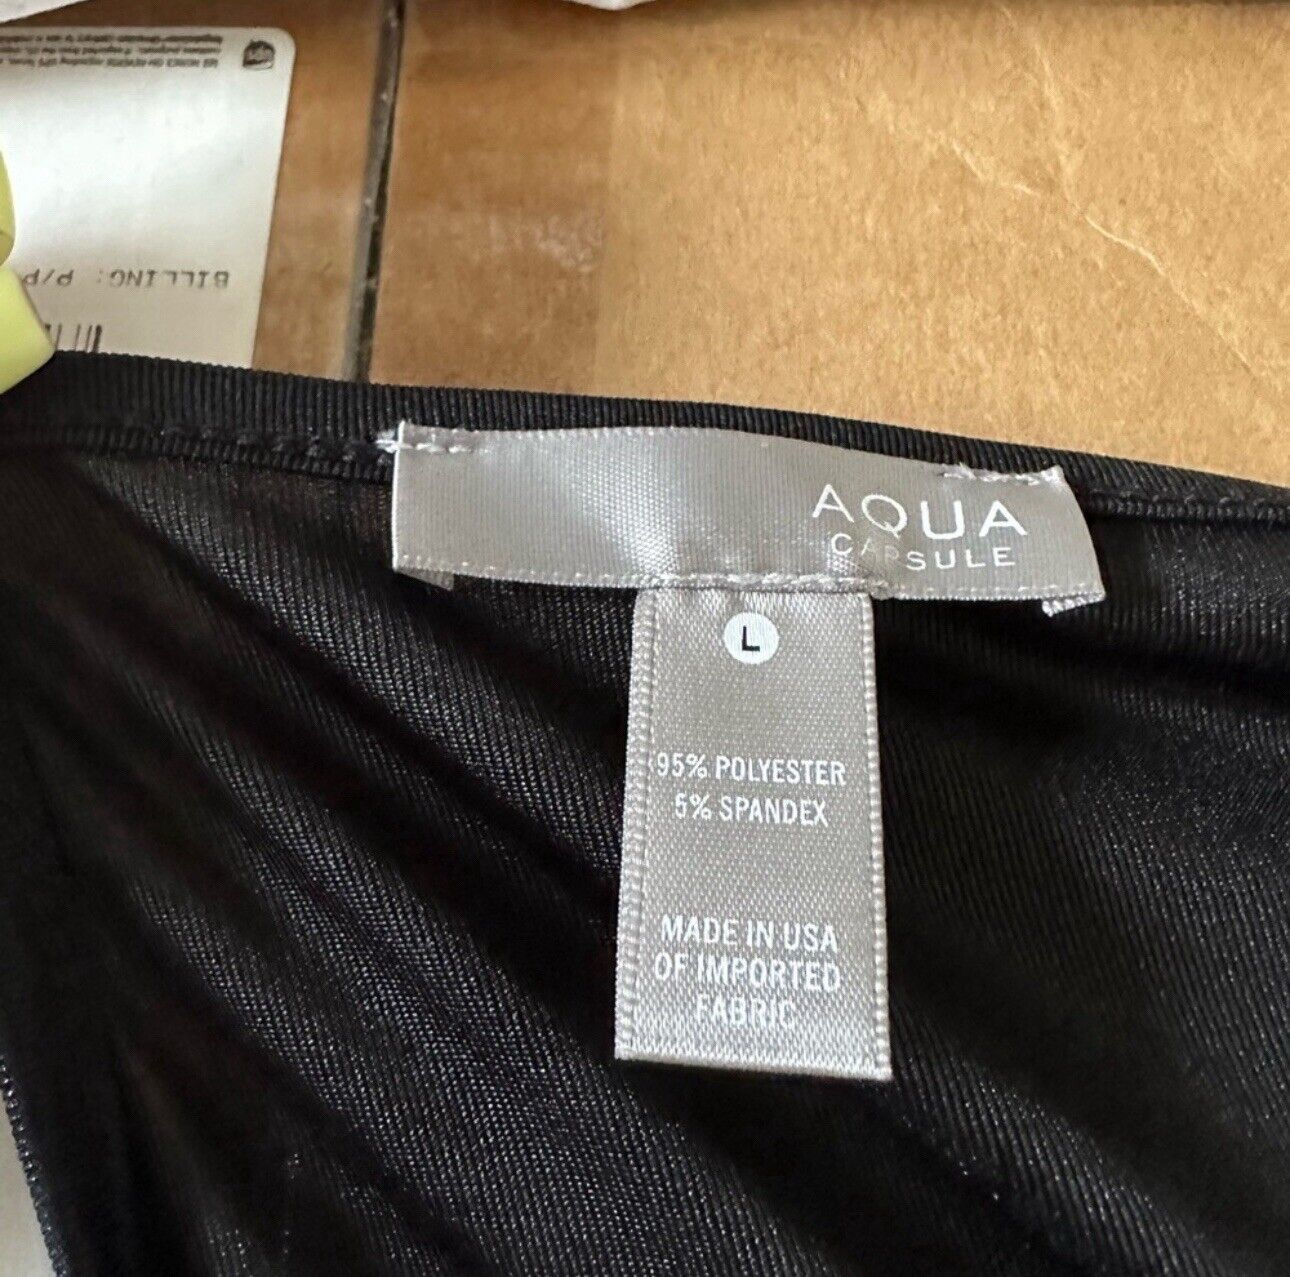 BILLING: P/P
AQUA
CAPSULE
L
95% POLYESTER
5% SPANDEX
MADE IN USA
OF IMPORTED
FABRIC